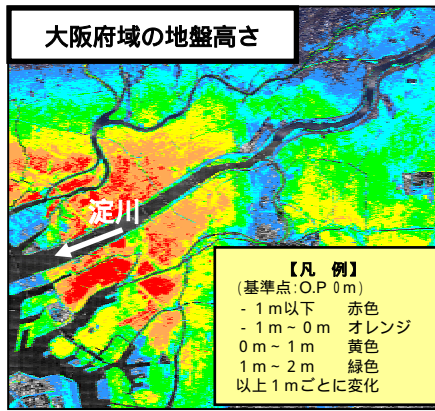 大阪府域の地盤高さ
淀川
【凡 例】
(基準点:O.P 0m)
- 1m以下 赤色
- 1m~0m オレンジ
0m~1m 黄色
1m~2m 緑色
以上1mごとに変化